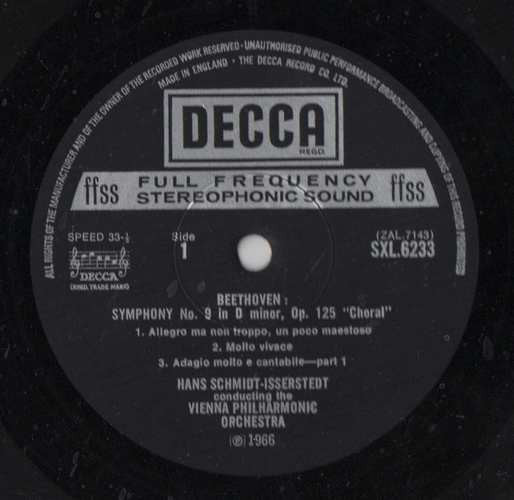 ALL RIGHTS OF THE MANUFACTURER AND OF THE OWNER OF THE RECORDED WORK RESERVED · UNAUTHORISED PUBLIC PERFORMANCE BROADCASTING AND COPYING OF THIS RECORD PROHIBITED
MADE IN ENGLAND · THE DECCA RECORD CO. LTD.
DECCA
REGD.
ffss FULL FREQUENCY STEREOPHONIC SOUND ffss
SPEED 33-⅓
Side 1
(ZAL.7143)
SXL.6233
DECCA
(REGD. TRADE MARK)
BEETHOVEN :
SYMPHONY No. 9 in D minor, Op. 125 "Choral"
1. Allegro ma non troppo, un poco maestoso
2. Molto vivace
3. Adagio molto e cantabile—part 1
HANS SCHMIDT-ISSERSTEDT
conducting the
VIENNA PHILHARMONIC
ORCHESTRA
℗ 1966